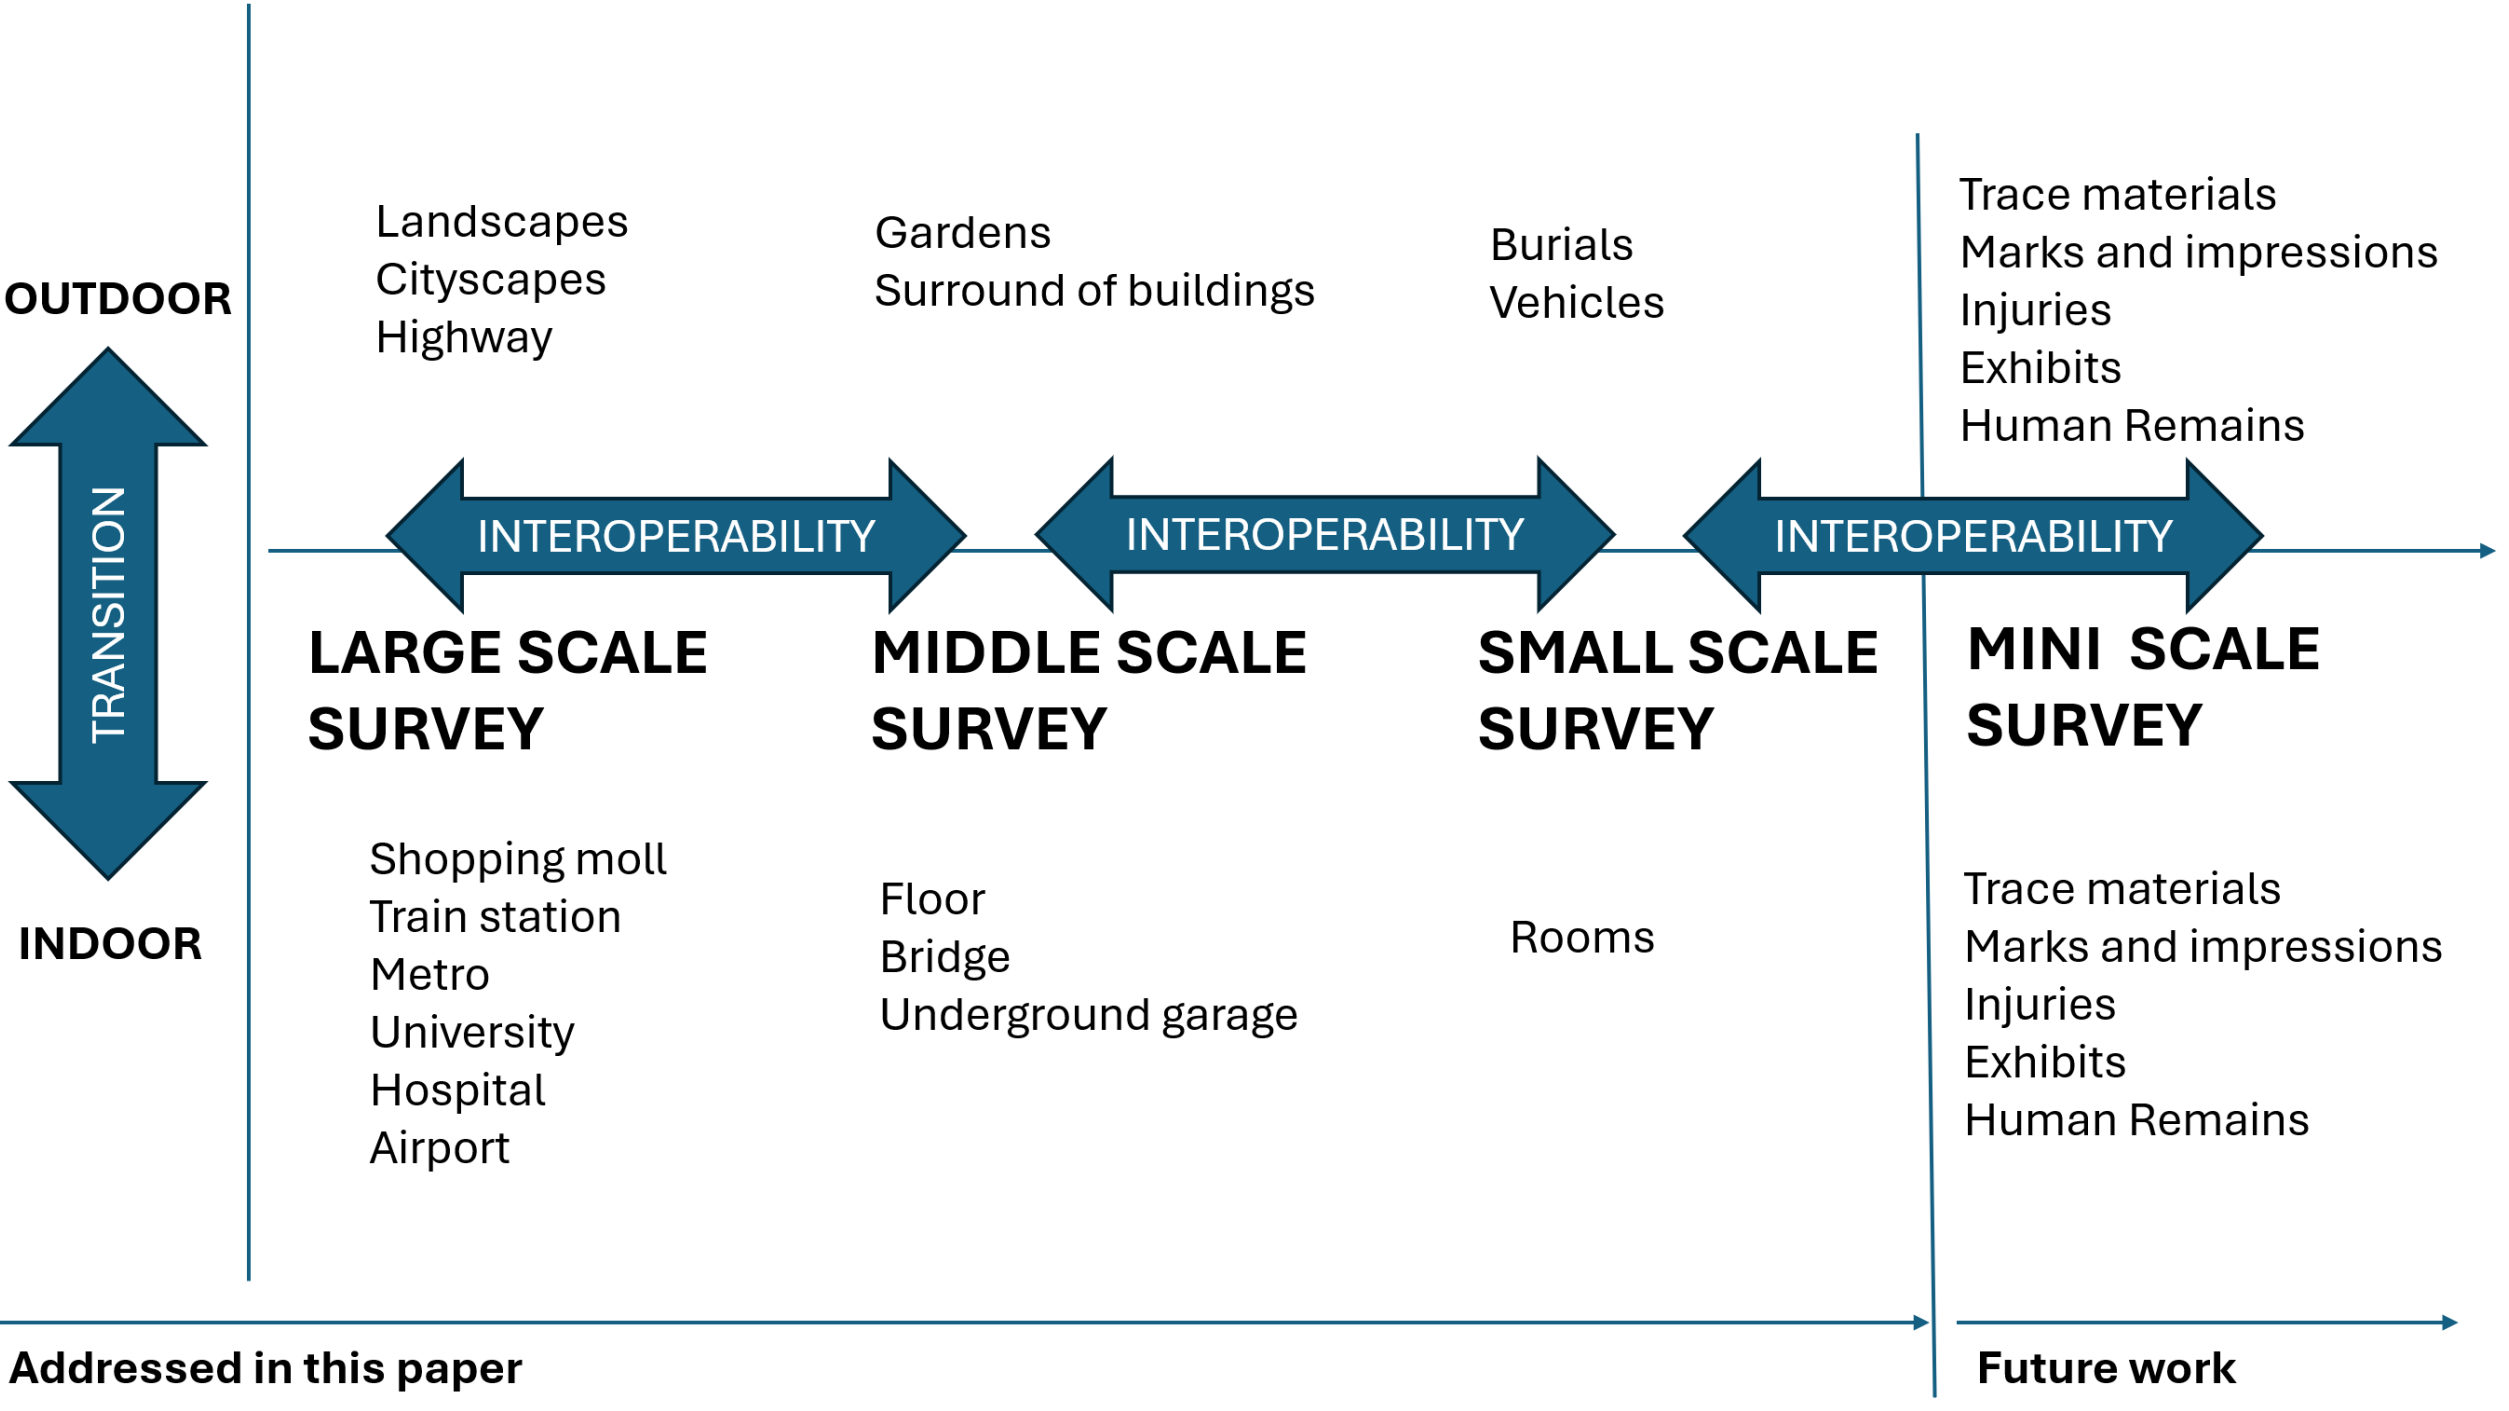 OUTDOOR
TRANSITION
INDOOR
Landscapes
Cityscapes
Highway
Gardens
Surround of buildings
Burials
Vehicles
Trace materials
Marks and impressions
Injuries
Exhibits
Human Remains
INTEROPERABILITY
INTEROPERABILITY
INTEROPERABILITY
LARGE SCALE
SURVEY
MIDDLE SCALE
SURVEY
SMALL SCALE
SURVEY
MINI  SCALE
SURVEY
Shopping moll
Train station
Metro
University
Hospital
Airport
Floor
Bridge
Underground garage
Rooms
Trace materials
Marks and impressions
Injuries
Exhibits
Human Remains
Addressed in this paper
Future work